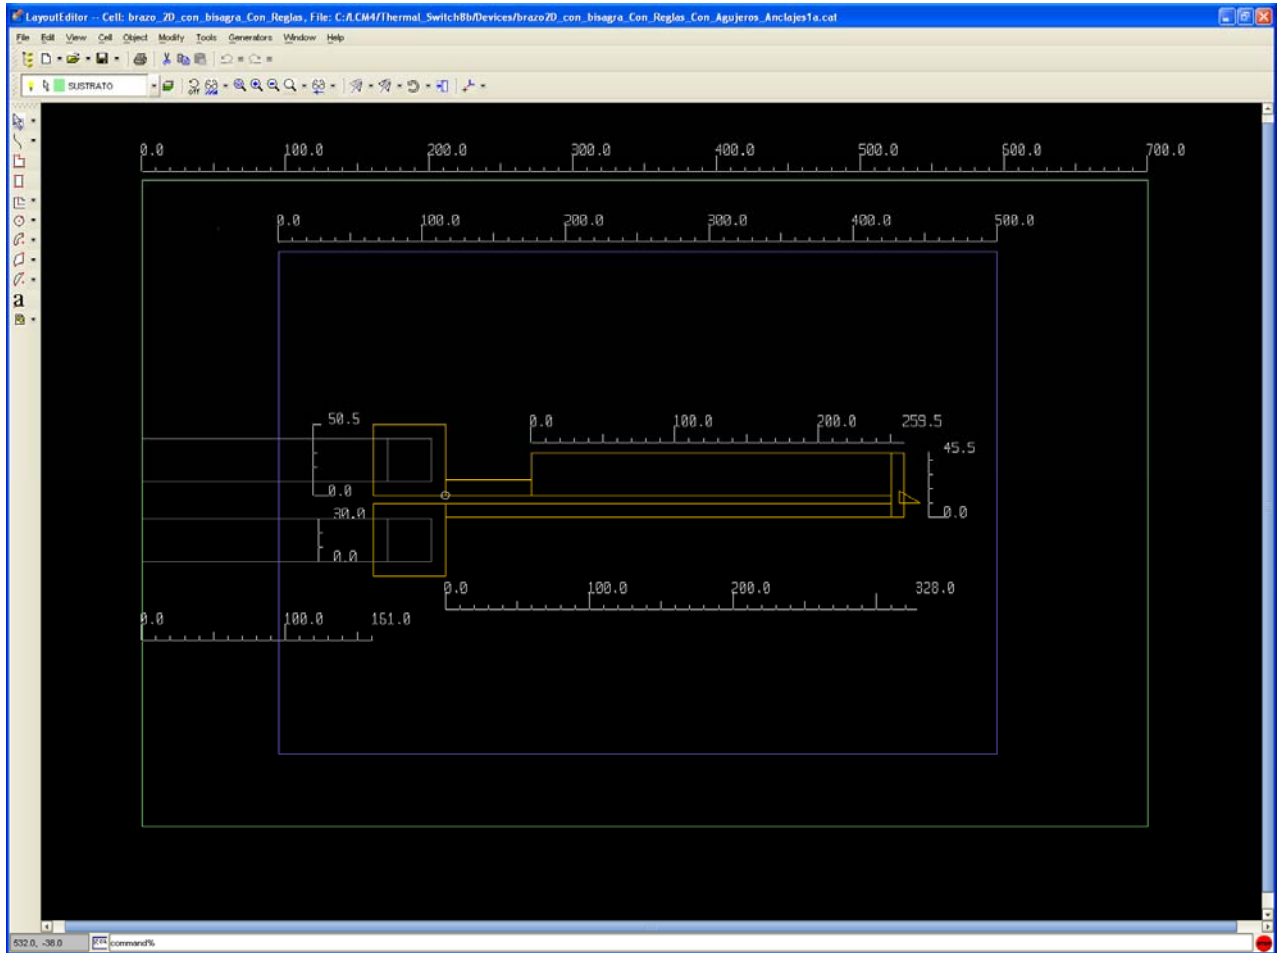 LayoutEditor -- Cell: brazo_2D_con_bisagra_Con_Reglas, File: C:/LCM4/Thermal_Switch8b/Devices/brazo2D_con_bisagra_Con_Reglas_Con_Agujeros_Anclajes1a.cat
File Edit View Cell Object Modify Tools Generators Window Help
SUSTRATO
off
0.0 100.0 200.0 300.0 400.0 500.0 600.0 700.0
0.0 100.0 200.0 300.0 400.0 500.0
50.5 0.0 100.0 200.0 259.5
45.5
0.0
30.0 0.0
0.0
0.0 100.0 200.0 328.0
0.0 100.0 161.0
a
532.0, -38.0 command%